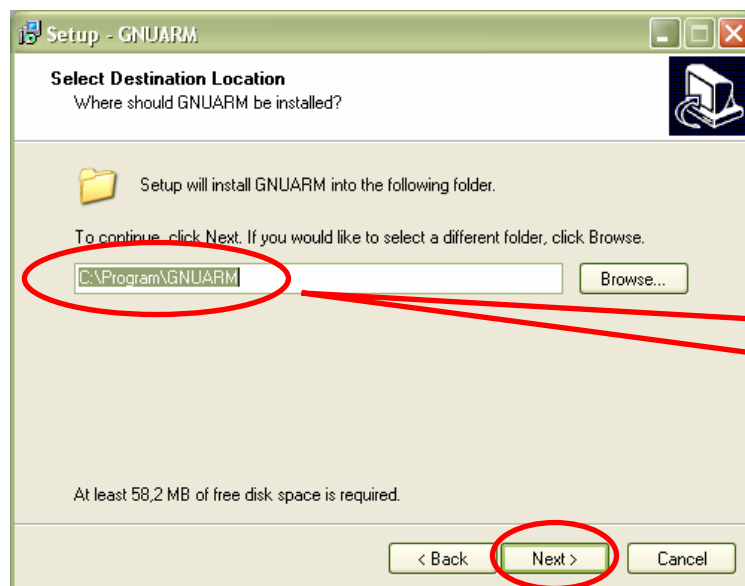 Setup - GNUARM
Select Destination Location
Where should GNUARM be installed?
Setup will install GNUARM into the following folder.
To continue, click Next. If you would like to select a different folder, click Browse.
C:\Program\GNUARM
Browse...
At least 58,2 MB of free disk space is required.
< Back
Next >
Cancel